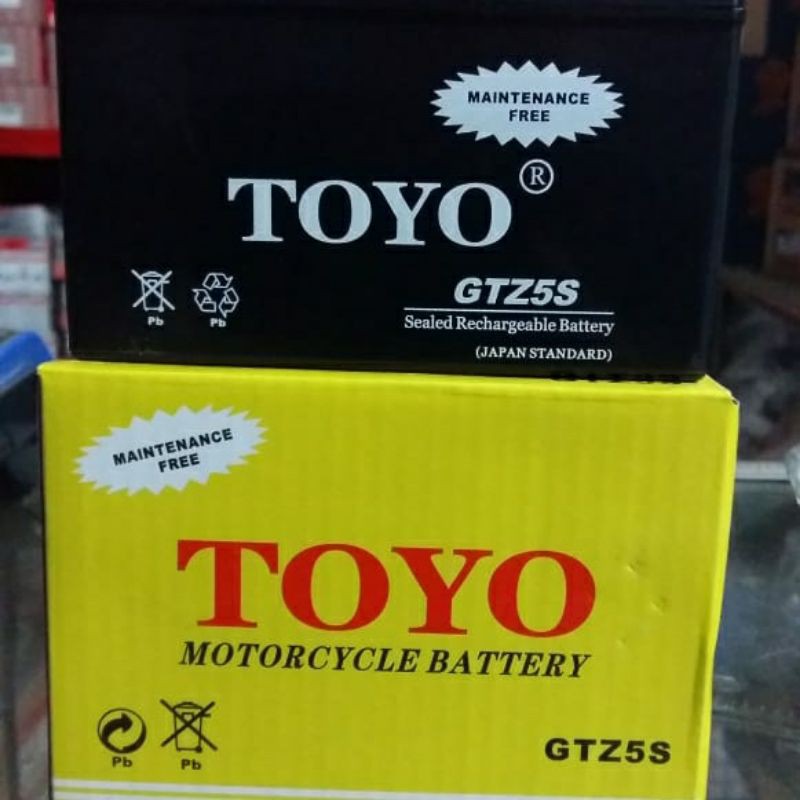 MAINTENANCE
FREE
TOYO®
GTZ5S
Pb Pb
Sealed Rechargeable Battery
(JAPAN STANDARD)
MAINTENANCE
FREE
TOYO
MOTORCYCLE BATTERY
GTZ5S
Pb Pb